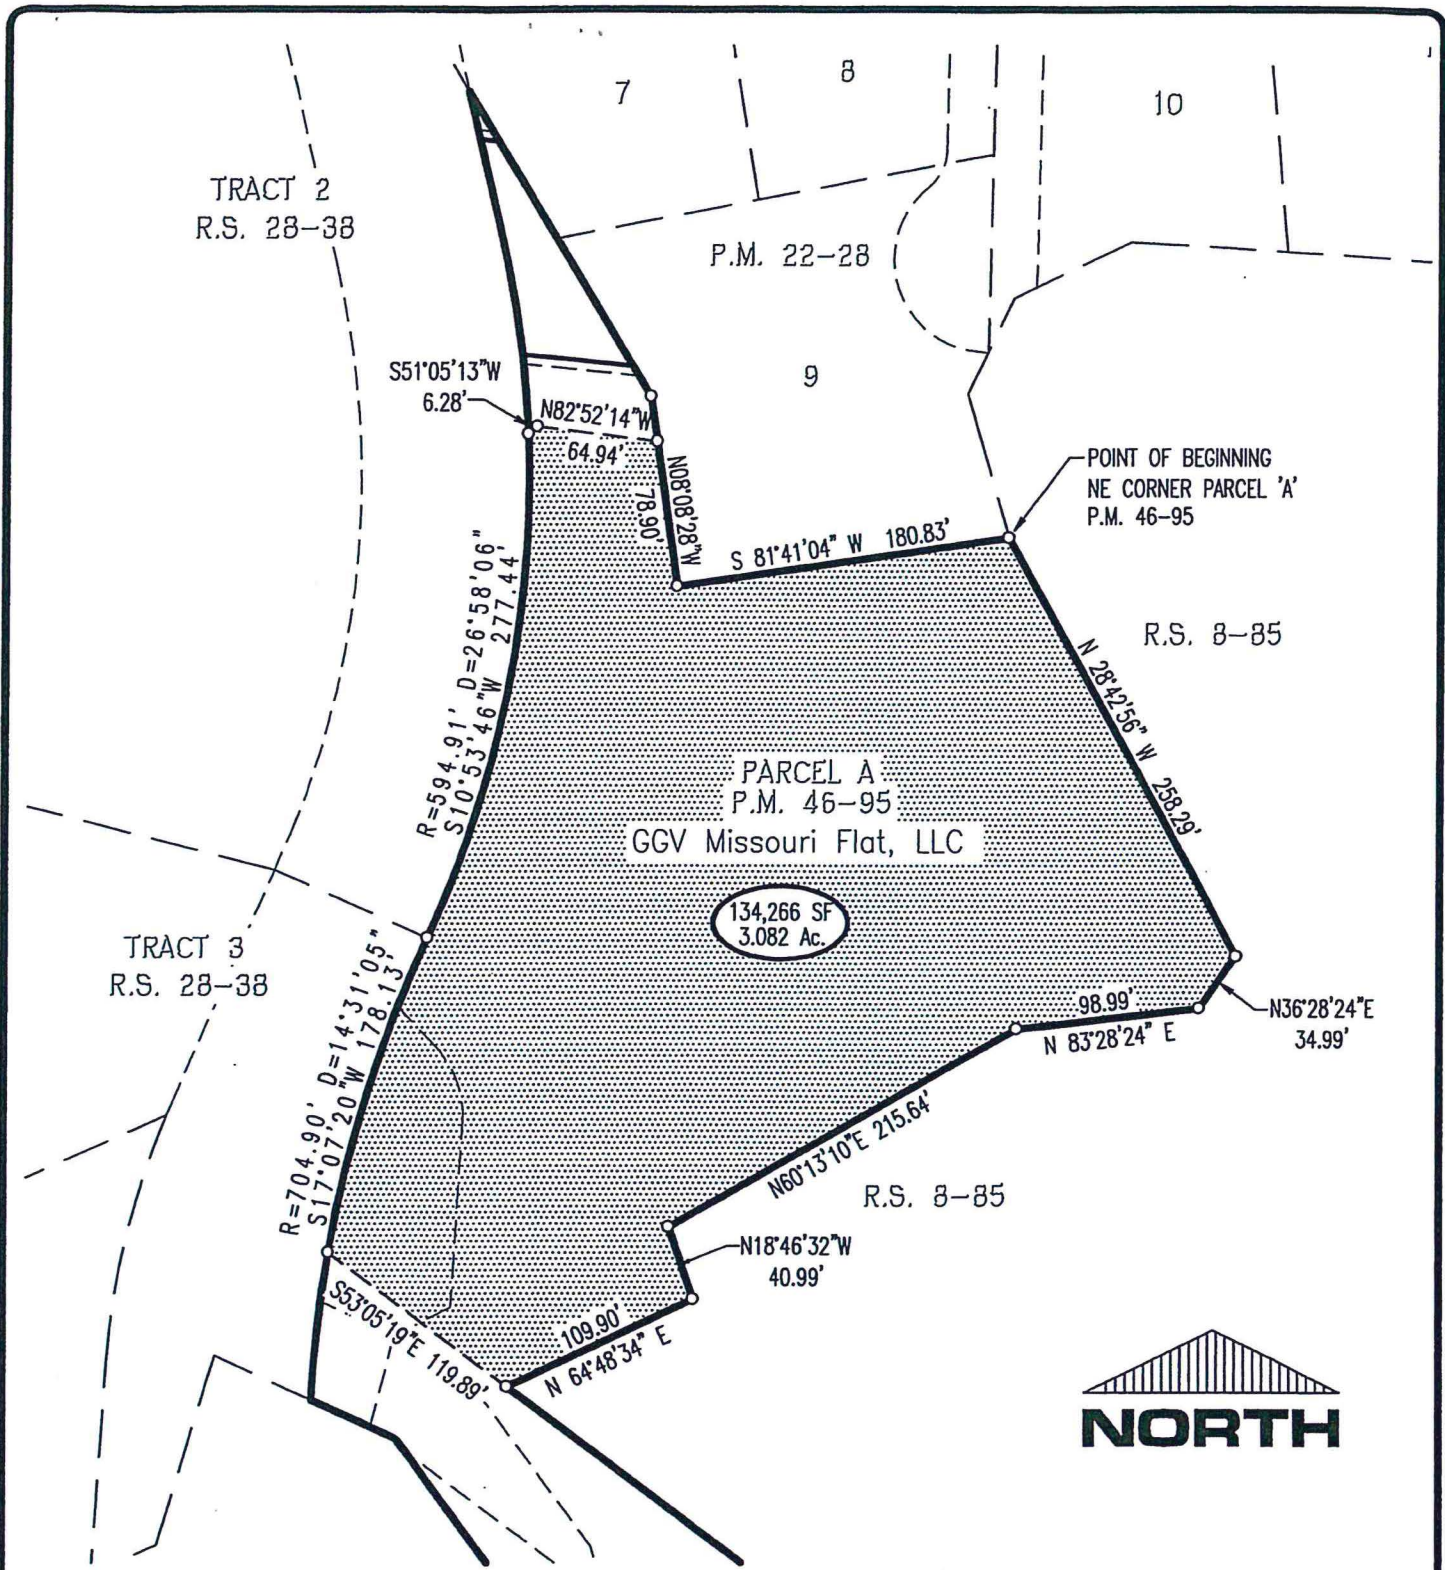 7
8
10
TRACT 2
R.S. 28-38
P.M. 22-28
9
S51°05'13"W
6.28'
N82°52'14"W
64.94'
N08°08'28"W
78.90'
POINT OF BEGINNING
NE CORNER PARCEL 'A'
P.M. 46-95
S 81°41'04" W 180.83'
R.S. 8-85
N 28°42'56" W 258.29'
R=594.91' D=26°58'06"
S10°53'46"W 277.44'
PARCEL A
P.M. 46-95
GGV Missouri Flat, LLC
134,266 SF
3.082 Ac.
TRACT 3
R.S. 28-38
R=704.90' D=14°31'05"
S17°07'20"W 178.13'
98.99'
N 83°28'24" E
N36°28'24"E
34.99'
N60°13'10"E 215.64'
R.S. 8-85
N18°46'32"W
40.99'
109.90'
N 64°48'34" E
S53°05'19"E 119.89'
NORTH